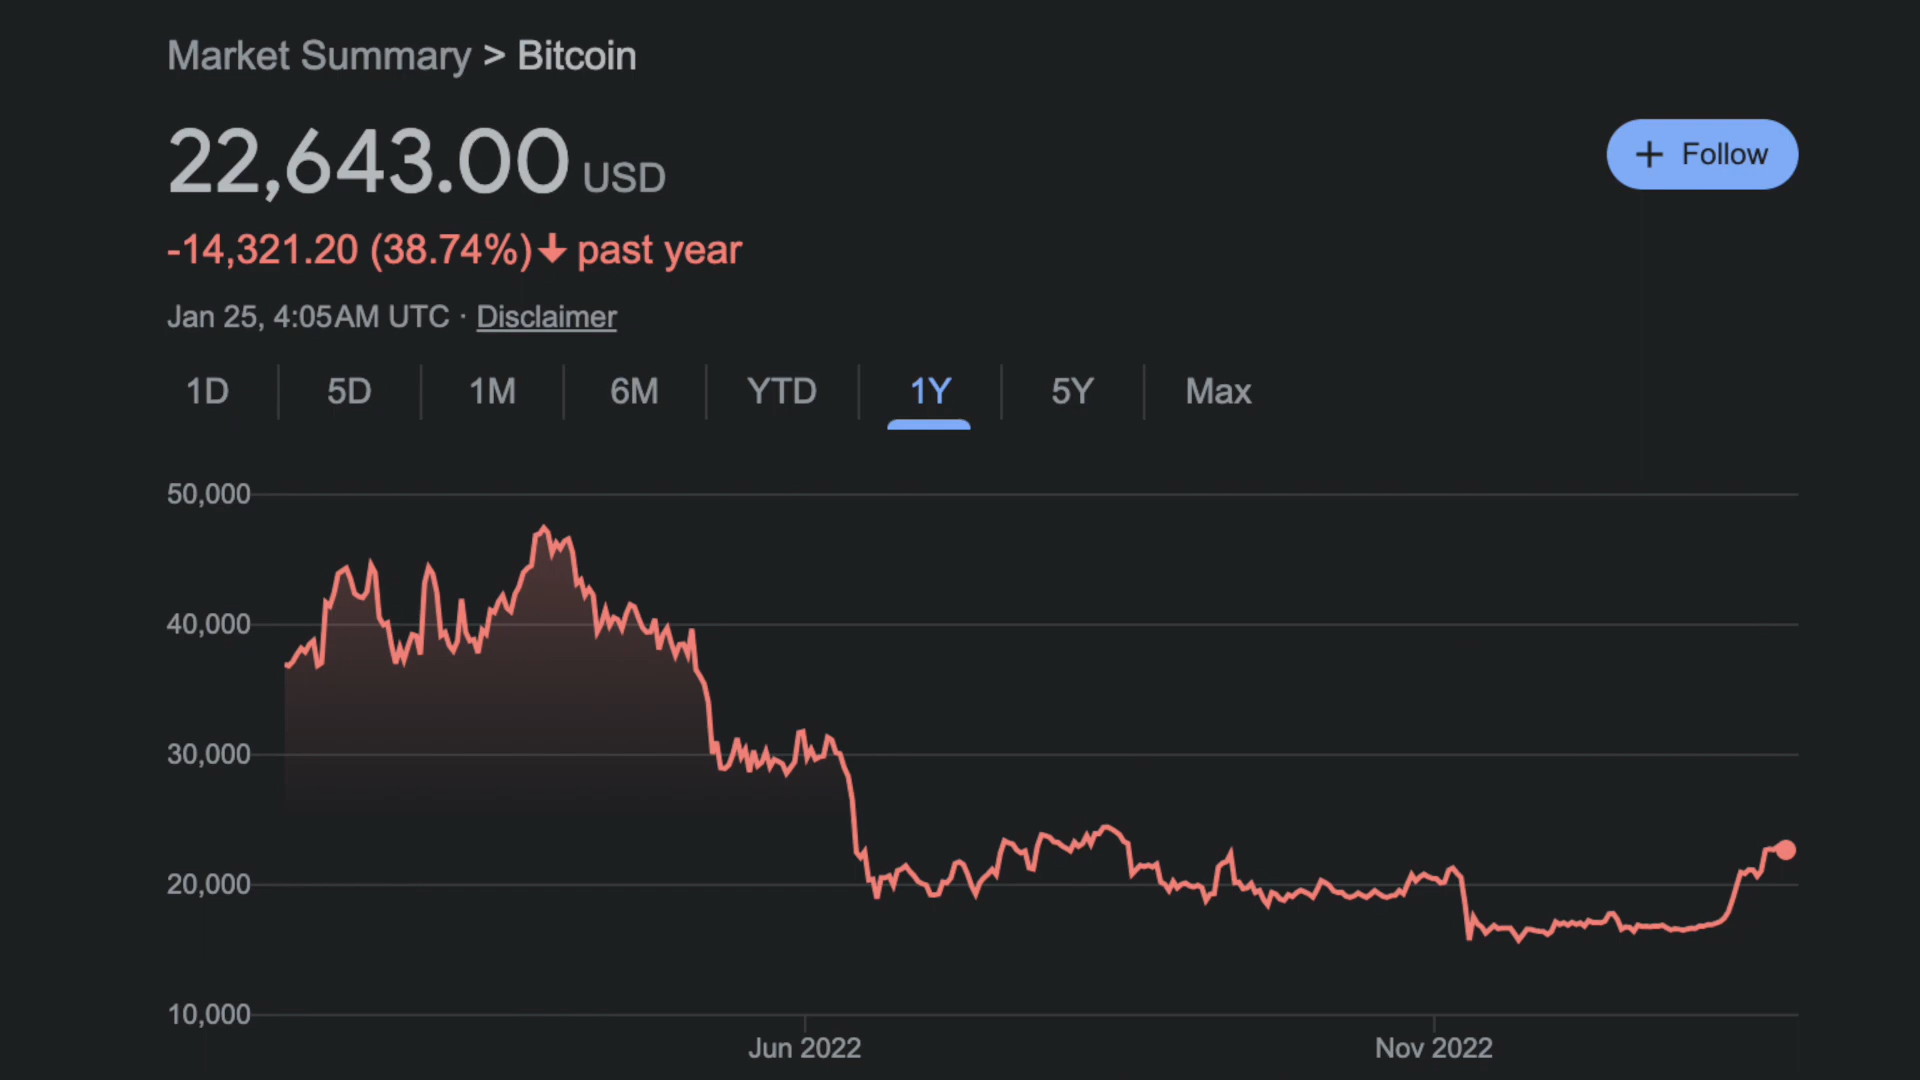 Market Summary > Bitcoin
22,643.00 USD
+ Follow
-14,321.20 (38.74%)↓ past year
Jan 25, 4:05AM UTC · Disclaimer
1D 5D 1M 6M YTD 1Y 5Y Max
50,000
40,000
30,000
20,000
10,000
Jun 2022 Nov 2022